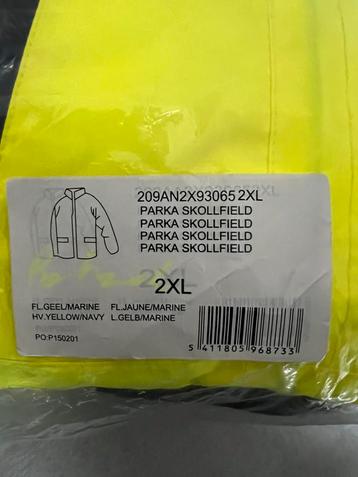 209AN2X93065 2XL
PARKA SKOLLFIELD
PARKA SKOLLFIELD
PARKA SKOLLFIELD
PARKA SKOLLFIELD
2XL
FL.GEEL/MARINE FL.JAUNE/MARINE
HV.YELLOW/NAVY L.GELB/MARINE
PO:P150201
5 411805 968733